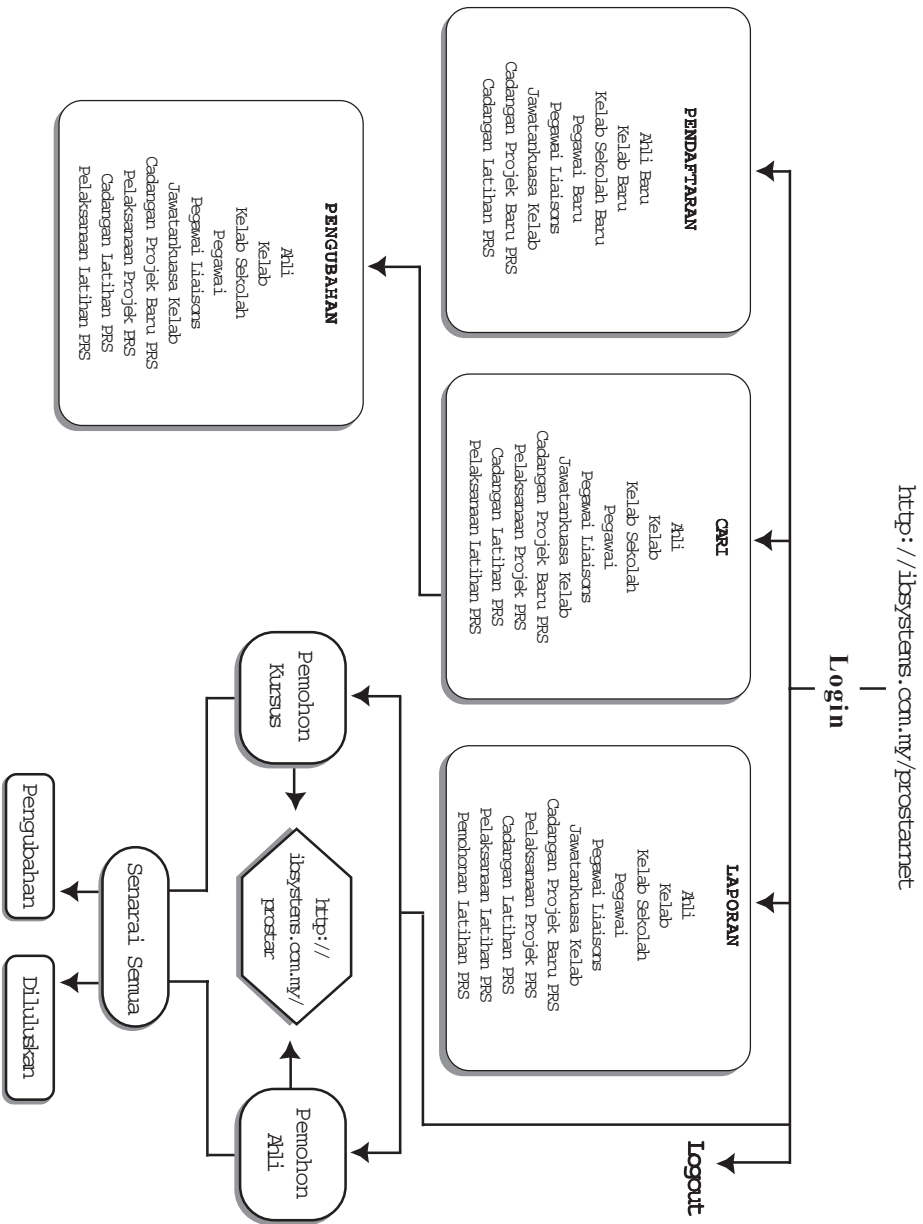 http://ibsystems.com.my/prostarnet
Login
PENDAFTARAN
Ahli Baru
Kelab Baru
Kelab Sekolah Baru
Pegawai Baru
Pegawai Liaisons
Jawatankuasa Kelab
Cadangan Projek Baru PRS
Cadangan Latihan PRS
CARI
Ahli
Kelab
Kelab Sekolah
Pegawai
Pegawai Liaisons
Jawatankuasa Kelab
Cadangan Projek Baru PRS
Pelaksanaan Projek PRS
Cadangan Latihan PRS
Pelaksanaan Latihan PRS
LAPORAN
Ahli
Kelab
Kelab Sekolah
Pegawai
Pegawai Liaisons
Jawatankuasa Kelab
Cadangan Projek Baru PRS
Pelaksanaan Projek PRS
Cadangan Latihan PRS
Pelaksanaan Latihan PRS
Pemohonan Latihan PRS
Logout
PENGUBAHAN
Ahli
Kelab
Kelab Sekolah
Pegawai
Pegawai Liaisons
Jawatankuasa Kelab
Cadangan Projek Baru PRS
Pelaksanaan Projek PRS
Cadangan Latihan PRS
Pelaksanaan Latihan PRS
Pemohon
Kursus
http://
ibsystems.com.my/
prostar
Pemohon
Ahli
Senarai Semua
Pengubahan
Diluluskan